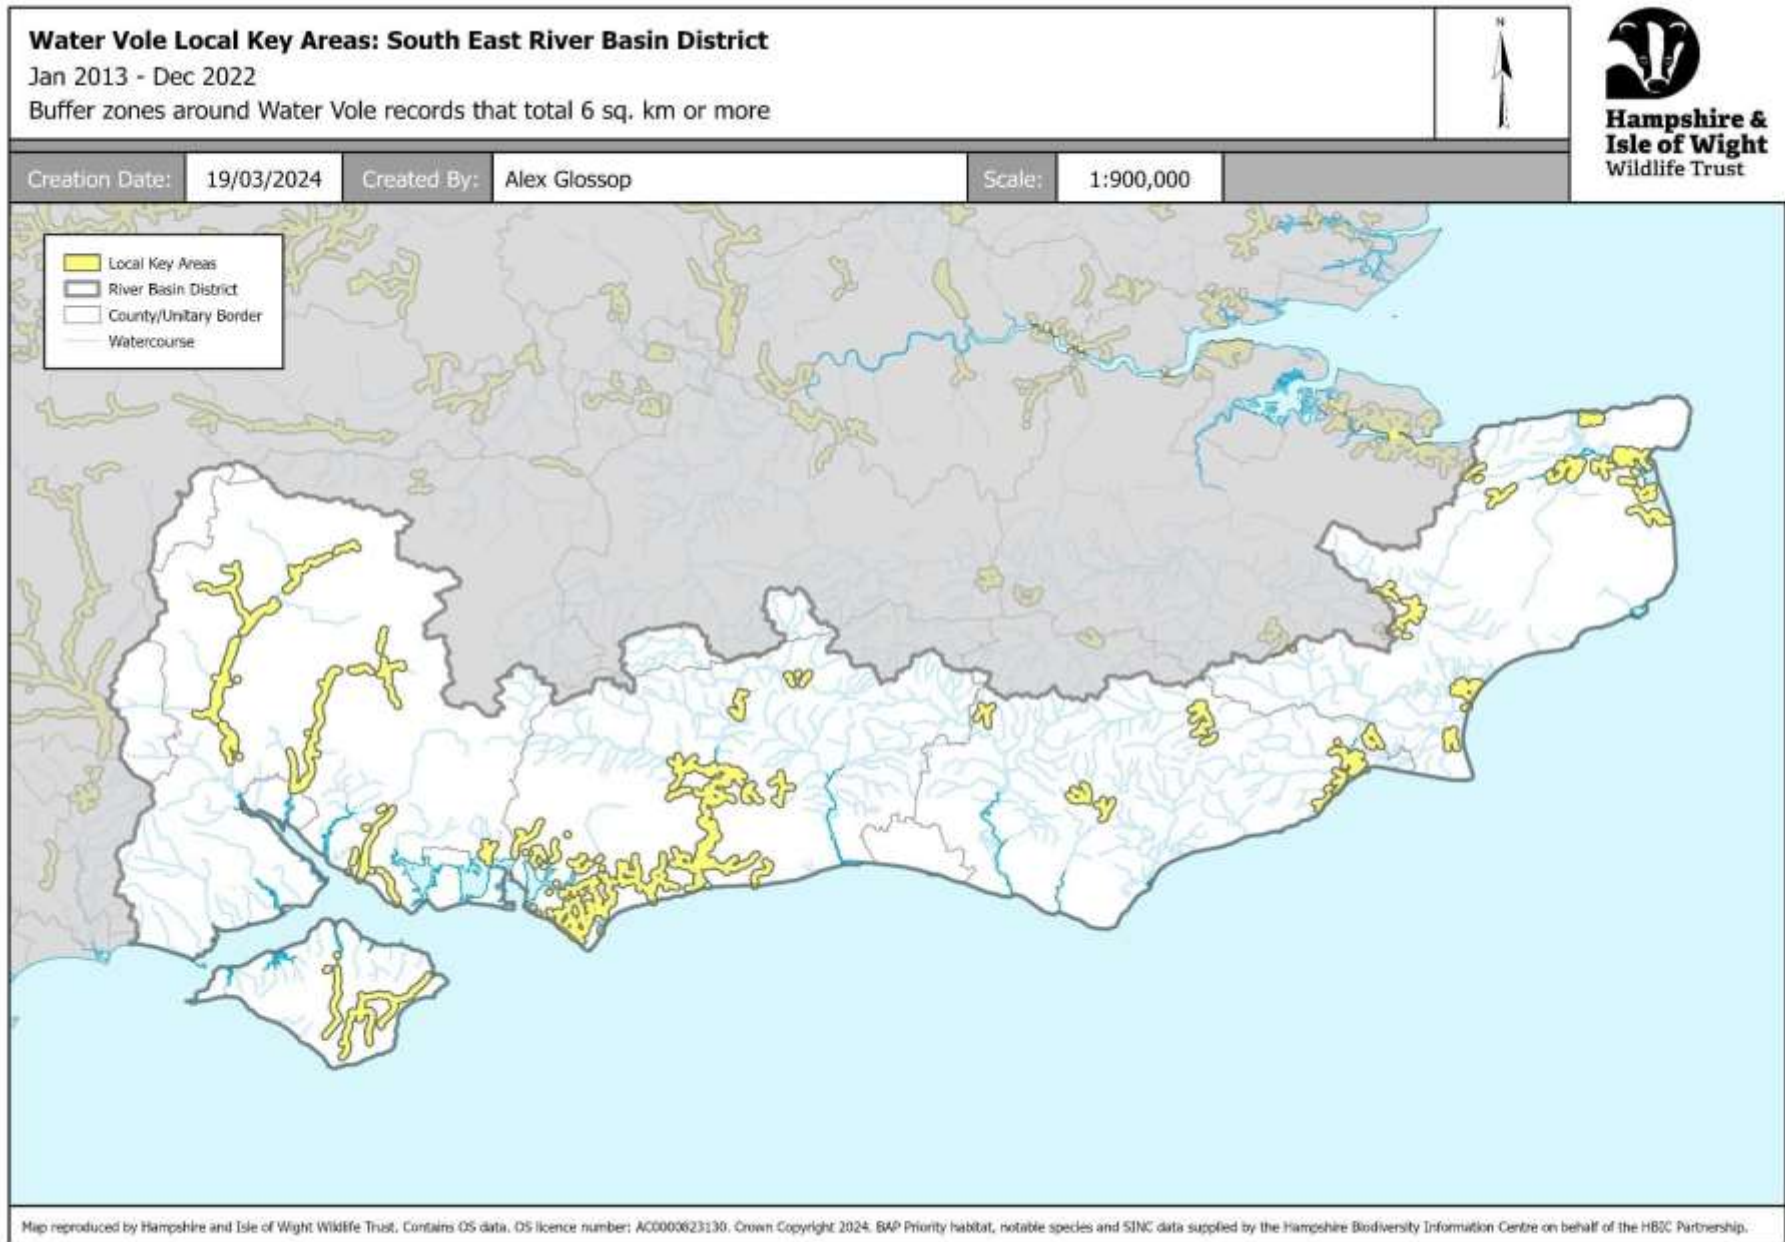 Water Vole Local Key Areas: South East River Basin District
Jan 2013 - Dec 2022
Buffer zones around Water Vole records that total 6 sq. km or more
N
Hampshire &
Isle of Wight
Wildlife Trust
Creation Date: 19/03/2024 Created By: Alex Glossop Scale: 1:900,000
Local Key Areas
River Basin District
County/Unitary Border
Watercourse
Map reproduced by Hampshire and Isle of Wight Wildlife Trust. Contains OS data. OS licence number: AC0000823130. Crown Copyright 2024. BAP Priority habitat, notable species and SINC data supplied by the Hampshire Biodiversity Information Centre on behalf of the HBIC Partnership.